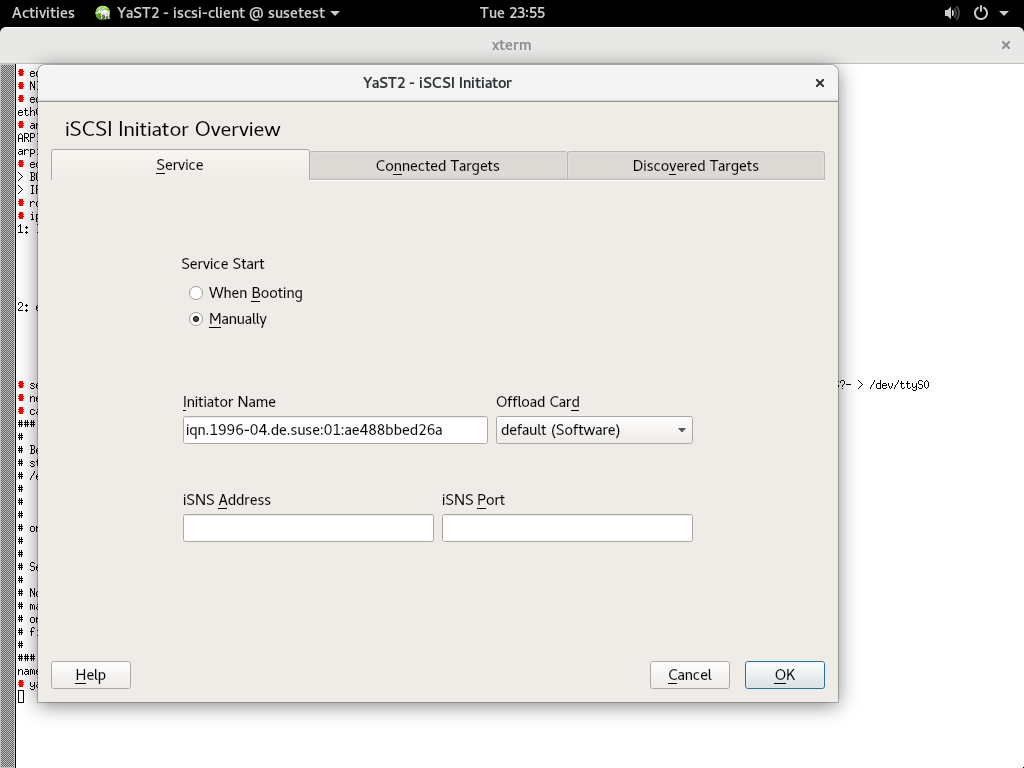 Activities YaST2 - iscsi-client @ susetest Tue 23:55
xterm
YaST2 - iSCSI Initiator
iSCSI Initiator Overview
Service Connected Targets Discovered Targets
Service Start
When Booting
Manually
?- > /dev/ttyS0
Initiator Name Offload Card
iqn.1996-04.de.suse:01:ae488bbed26a default (Software)
iSNS Address iSNS Port
Help Cancel OK